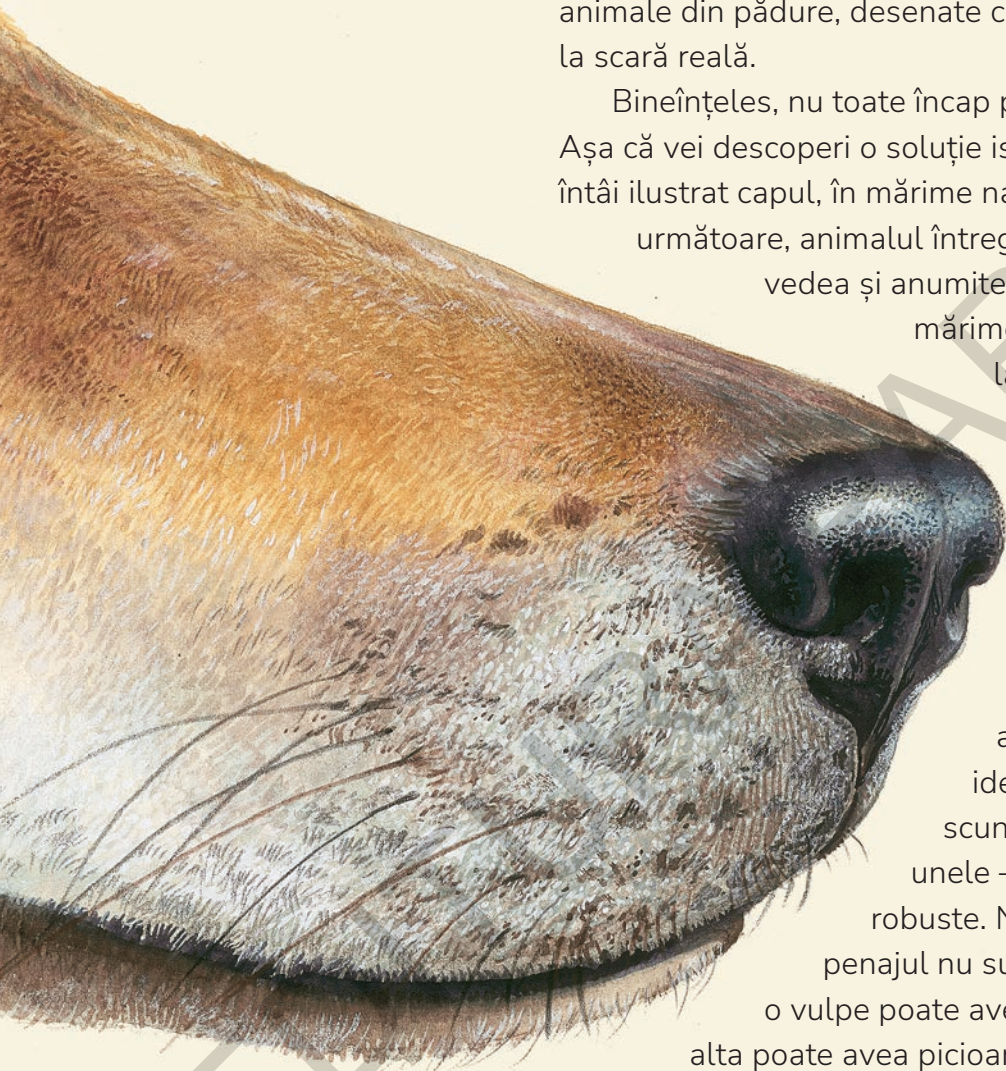 animale din pădure, desenate c
la scară reală.
Bineînțeles, nu toate încap p
Așa că vei descoperi o soluție is
întâi ilustrat capul, în mărime na
următoare, animalul întreg
vedea și anumite
mărime
la
a
ide
scun
unele –
robuste. N
penajul nu su
o vulpe poate ave
alta poate avea picioar